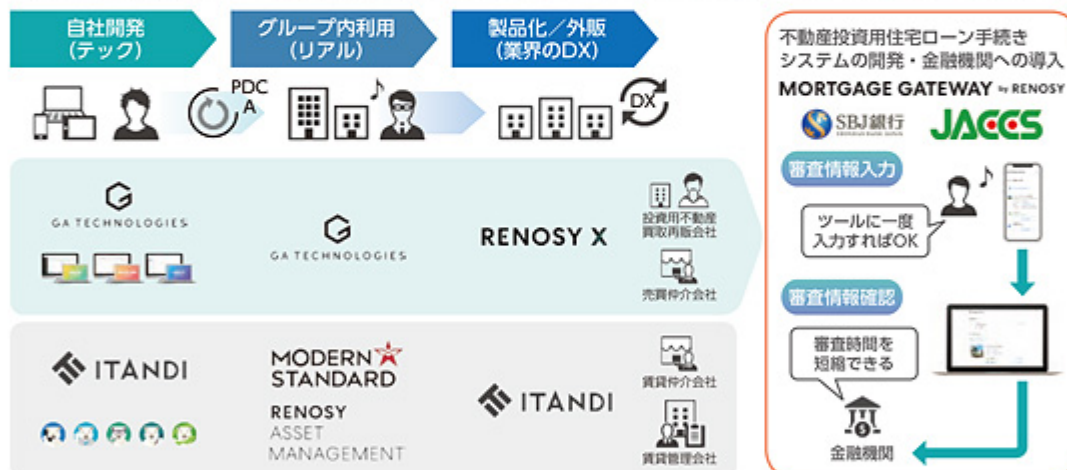 自社開発
(テック)
グループ内利用
(リアル)
製品化／外販
(業界のDX)
PDC
A
DX
GA TECHNOLOGIES
GA TECHNOLOGIES
RENOSY X
投資用不動産
買取再販会社
売買仲介会社
ITANDI
MODERN
STANDARD
RENOSY
ASSET
MANAGEMENT
ITANDI
賃貸仲介会社
賃貸管理会社
不動産投資用住宅ローン手続き
システムの開発・金融機関への導入
MORTGAGE GATEWAY by RENOSY
SBJ銀行
JACCS
審査情報入力
ツールに一度
入力すればOK
審査情報確認
審査時間を
短縮できる
金融機関